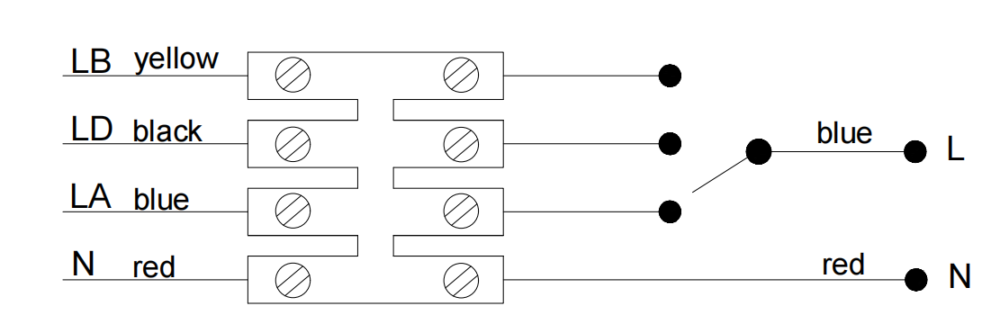 LB yellow
LD black
blue L
LA blue
N red
red N